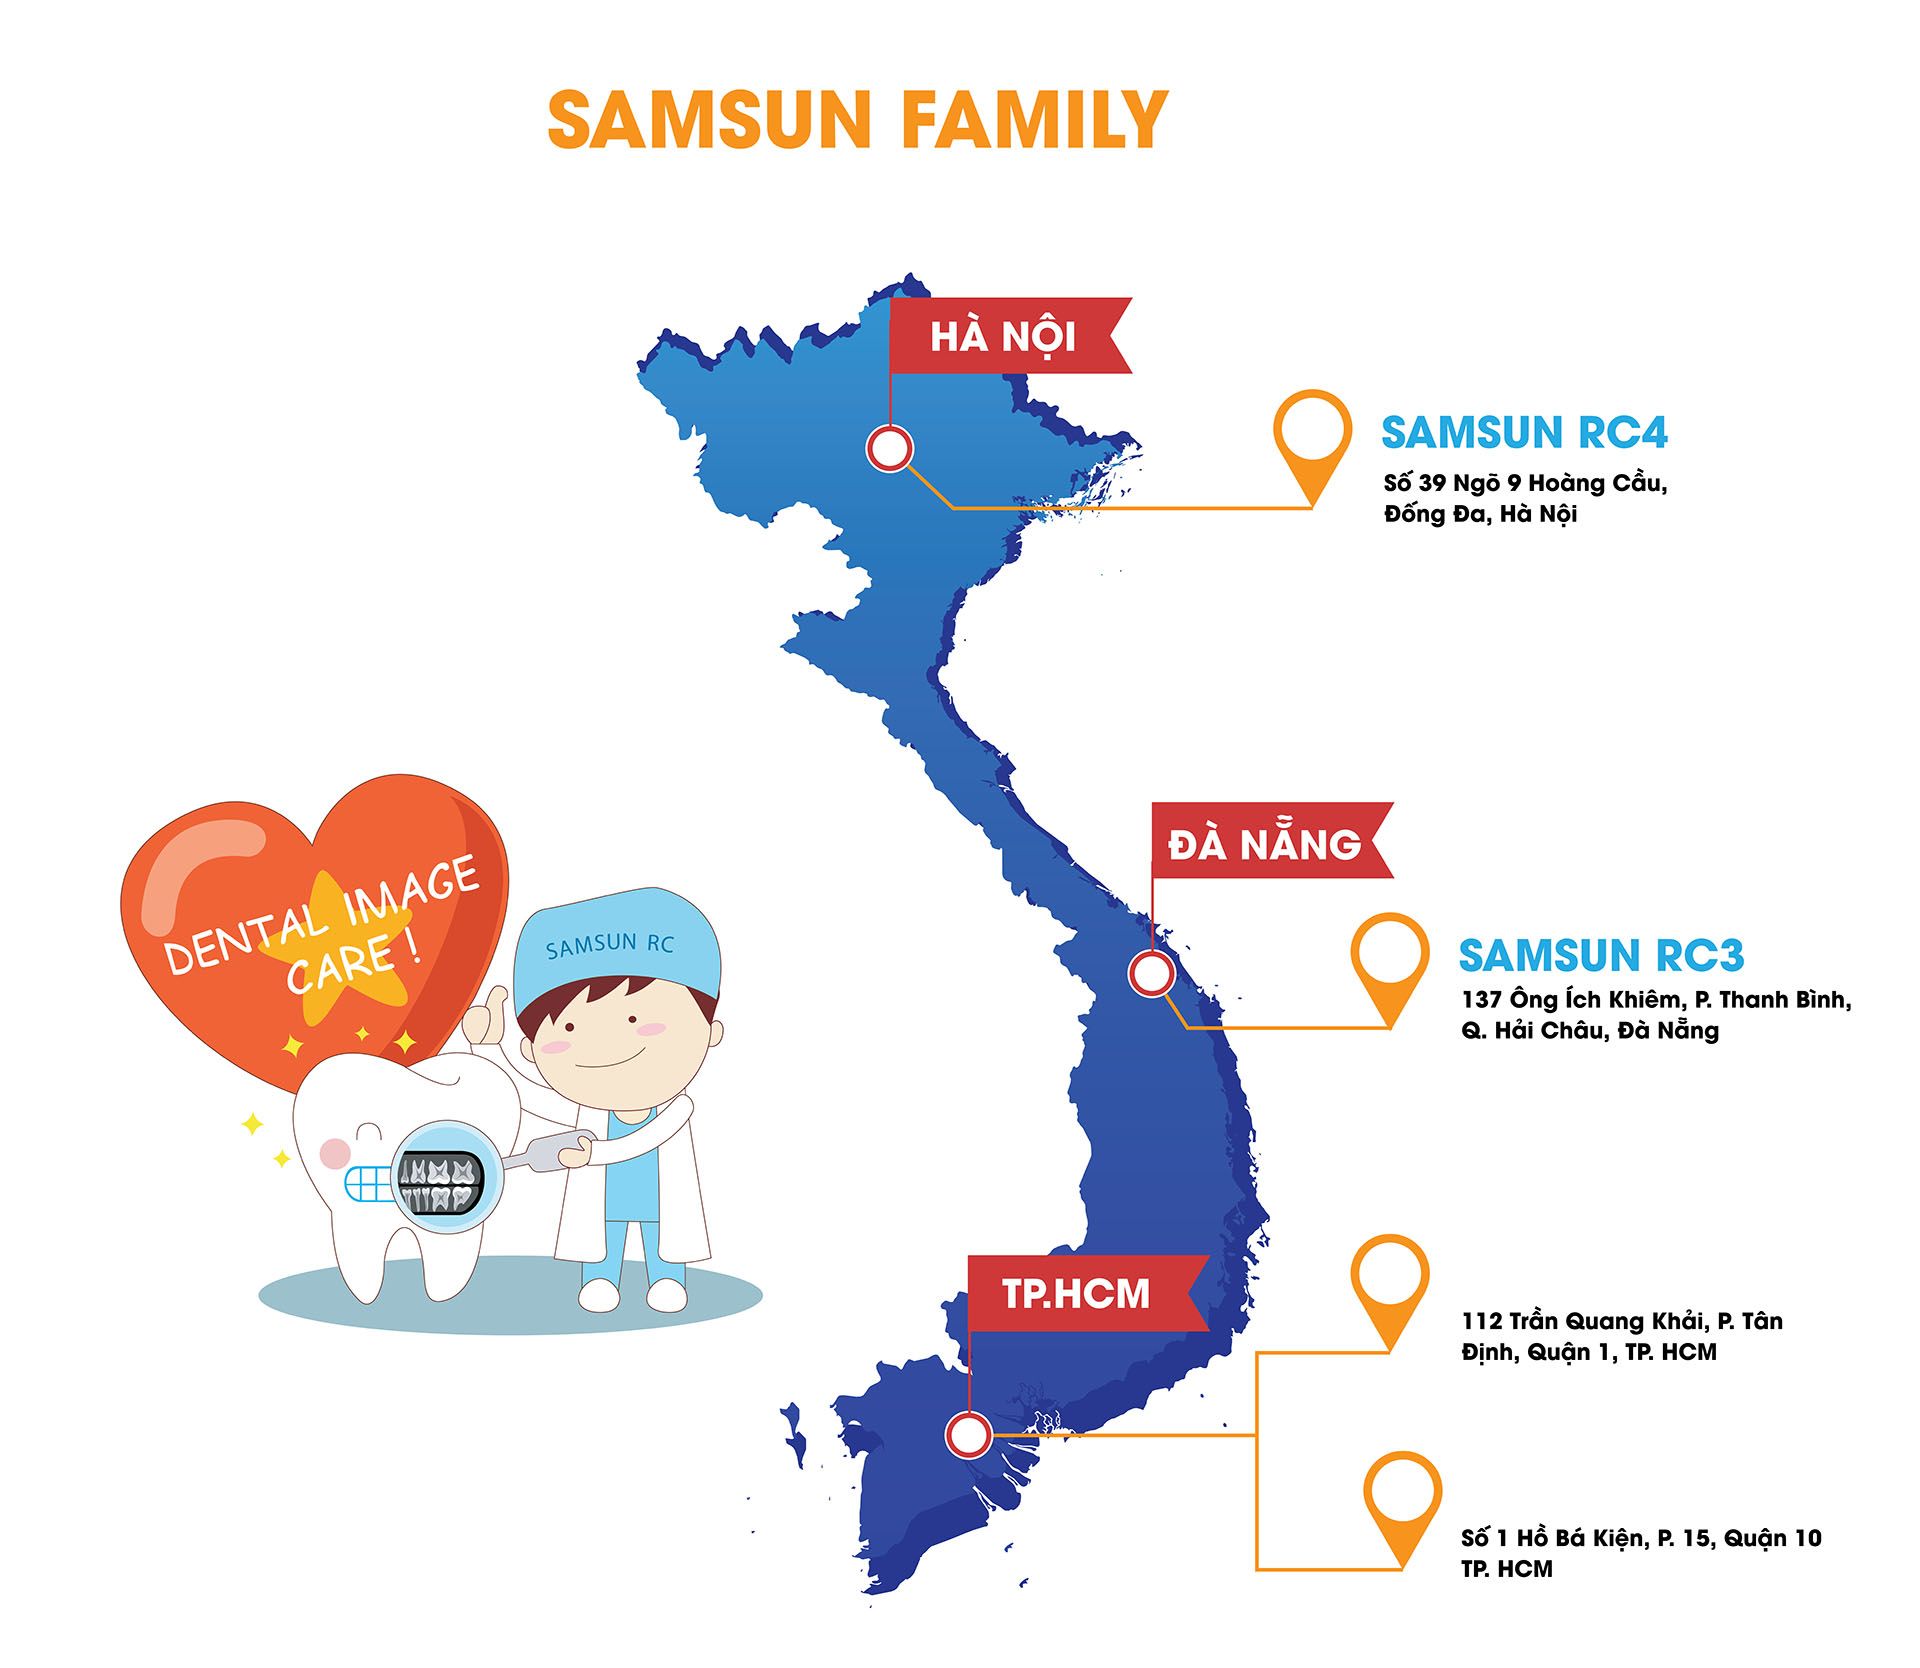 SAMSUN FAMILY
HÀ NỘI
SAMSUN RC4
Số 39 Ngõ 9 Hoàng Cầu,
Đống Đa, Hà Nội
ĐÀ NẴNG
SAMSUN RC3
137 Ông Ích Khiêm, P. Thanh Bình,
Q. Hải Châu, Đà Nẵng
DENTAL IMAGE
CARE !
SAMSUN RC
TP.HCM
112 Trần Quang Khải, P. Tân
Định, Quận 1, TP. HCM
Số 1 Hồ Bá Kiện, P. 15, Quận 10
TP. HCM